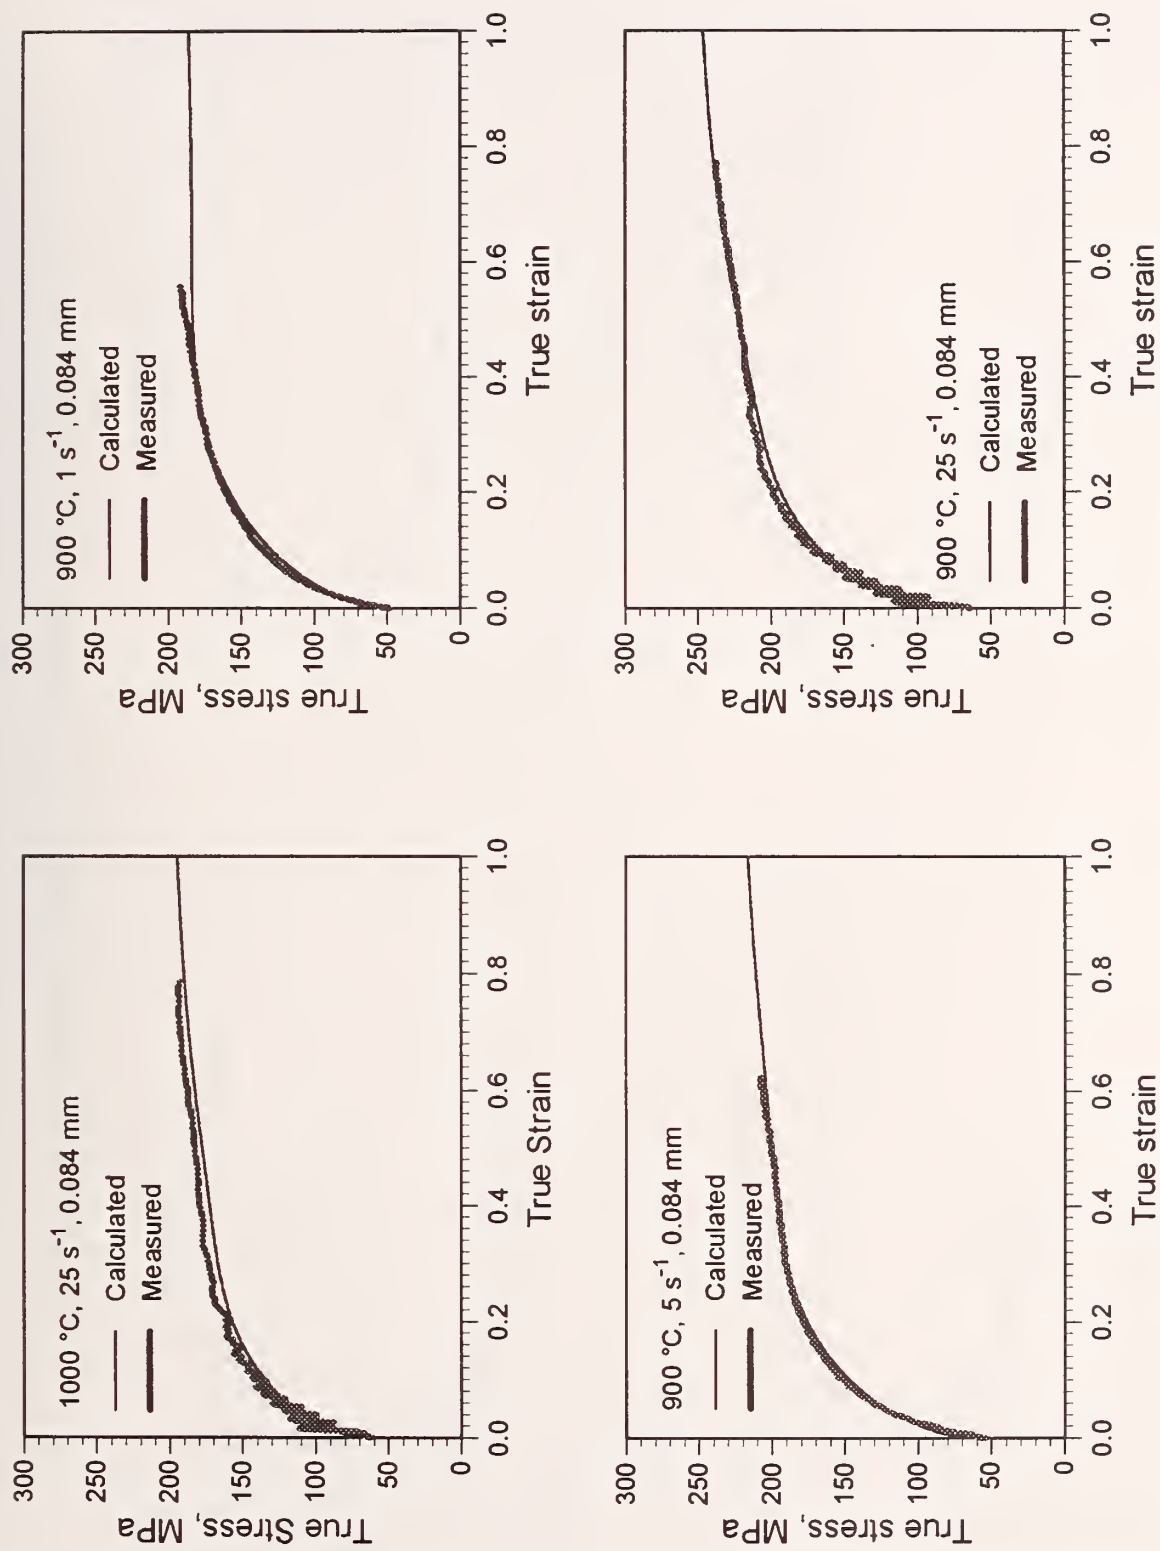 1000 °C, 25 s⁻¹, 0.084 mm
Calculated
Measured
True Stress, MPa
300
250
200
150
100
50
0
0.0 0.2 0.4 0.6 0.8 1.0
True Strain
900 °C, 1 s⁻¹, 0.084 mm
Calculated
Measured
True stress, MPa
300
250
200
150
100
50
0
0.0 0.2 0.4 0.6 0.8 1.0
True strain
900 °C, 5 s⁻¹, 0.084 mm
Calculated
Measured
True stress, MPa
300
250
200
150
100
50
0
0.0 0.2 0.4 0.6 0.8 1.0
True strain
900 °C, 25 s⁻¹, 0.084 mm
Calculated
Measured
True stress, MPa
300
250
200
150
100
50
0
0.0 0.2 0.4 0.6 0.8 1.0
True strain